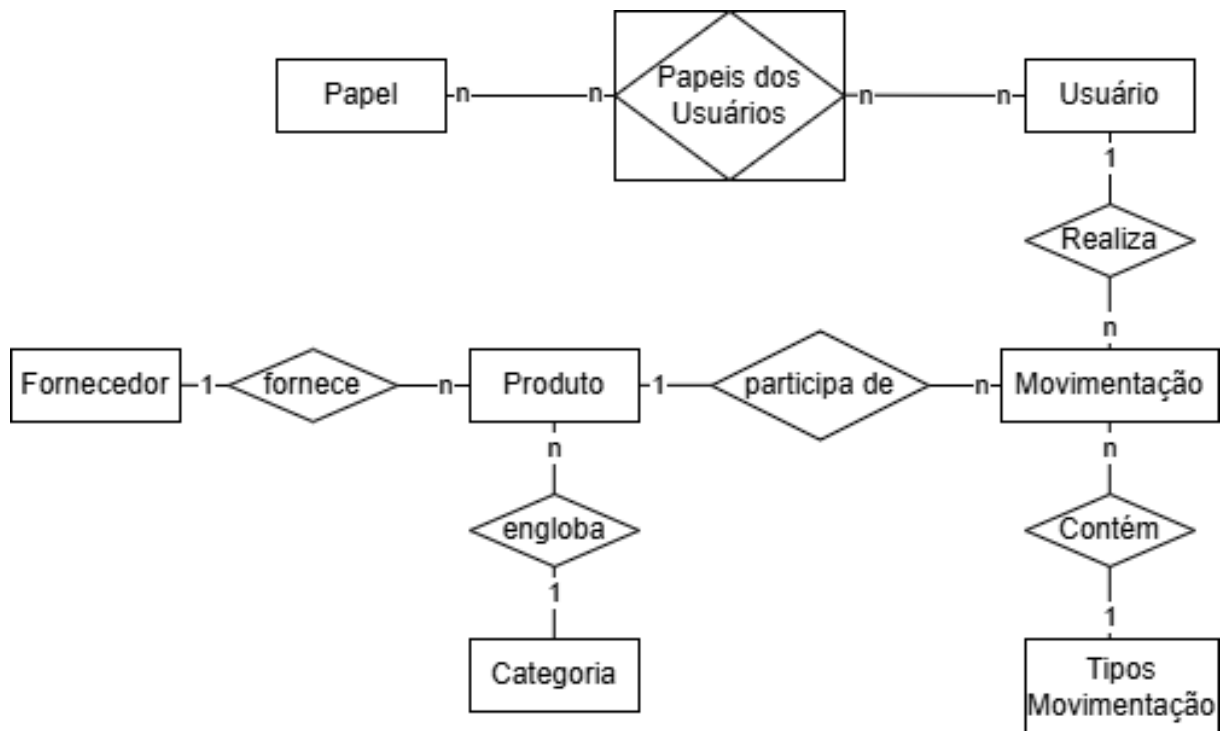 Papel
n
n
Papeis dos
Usuários
n
n
Usuário
1
Realiza
n
Fornecedor
1
fornece
n
Produto
1
participa de
n
Movimentação
n
engloba
1
Categoria
n
Contém
1
Tipos
Movimentação